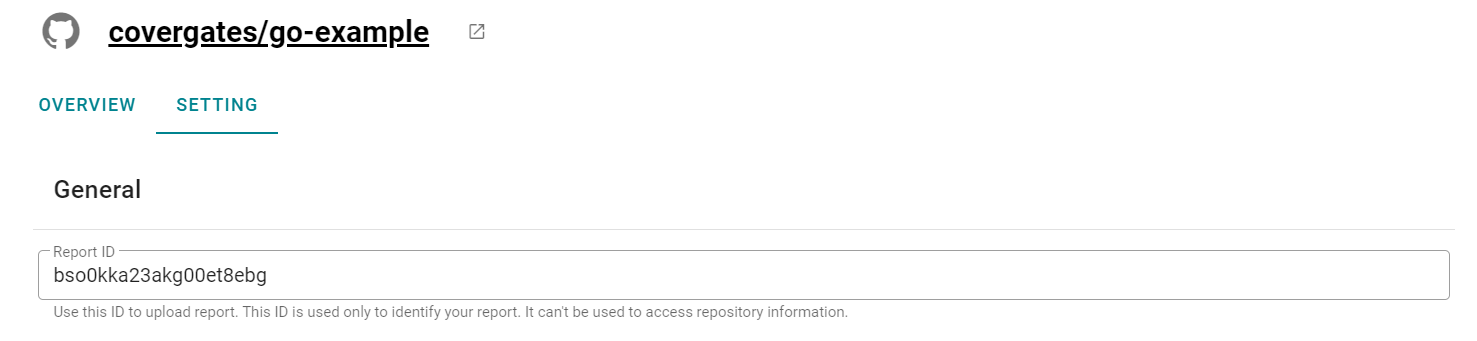 covergates/go-example
OVERVIEW SETTING
General
Report ID
bso0kka23akg00et8ebg
Use this ID to upload report. This ID is used only to identify your report. It can't be used to access repository information.